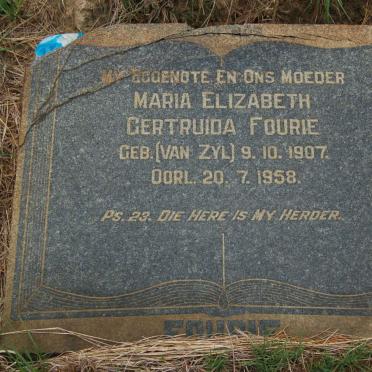 My Eggenote En Ons Moeder
Maria Elizabeth
Gertruida Fourie
Geb. (Van Zyl) 9. 10. 1907.
Oorl. 20. 7. 1958.
Ps. 23. Die Here is My Herder.
Fourie